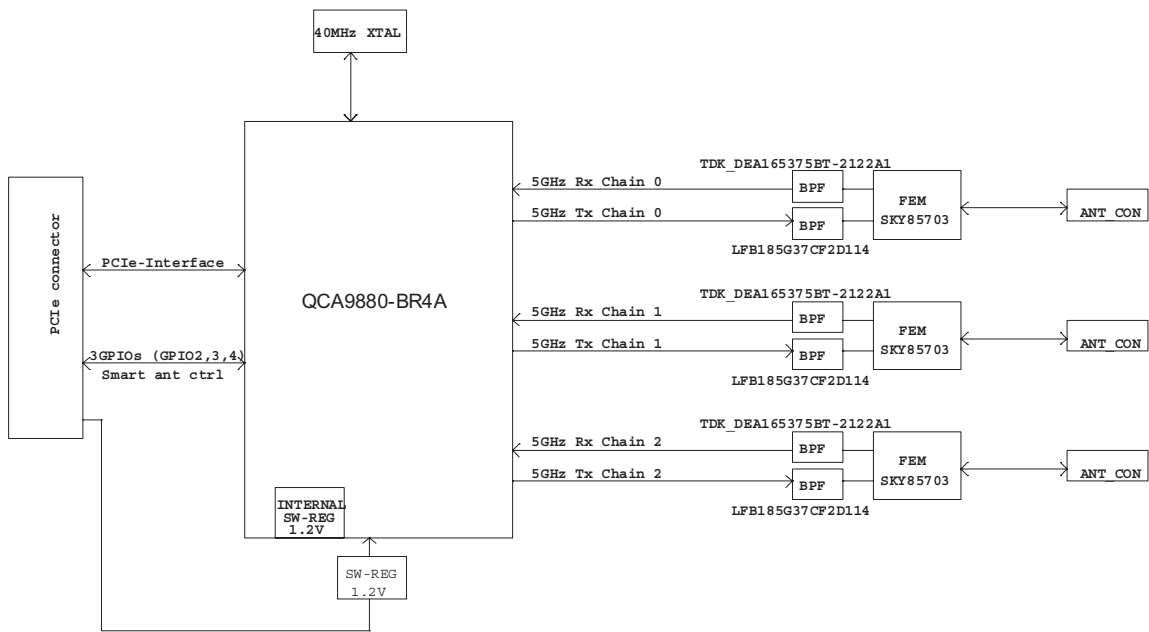 40MHz XTAL
PCIe connector
PCIe-Interface
3GPIOs (GPIO2,3,4)
Smart ant ctrl
QCA9880-BR4A
INTERNAL
SW-REG
1.2V
SW-REG
1.2V
TDK_DEA165375BT-2122A1
5GHz Rx Chain 0
BPF
5GHz Tx Chain 0
BPF
LFB185G37CF2D114
FEM
SKY85703
ANT_CON
TDK_DEA165375BT-2122A1
5GHz Rx Chain 1
BPF
5GHz Tx Chain 1
BPF
LFB185G37CF2D114
FEM
SKY85703
ANT_CON
TDK_DEA165375BT-2122A1
5GHz Rx Chain 2
BPF
5GHz Tx Chain 2
BPF
LFB185G37CF2D114
FEM
SKY85703
ANT_CON